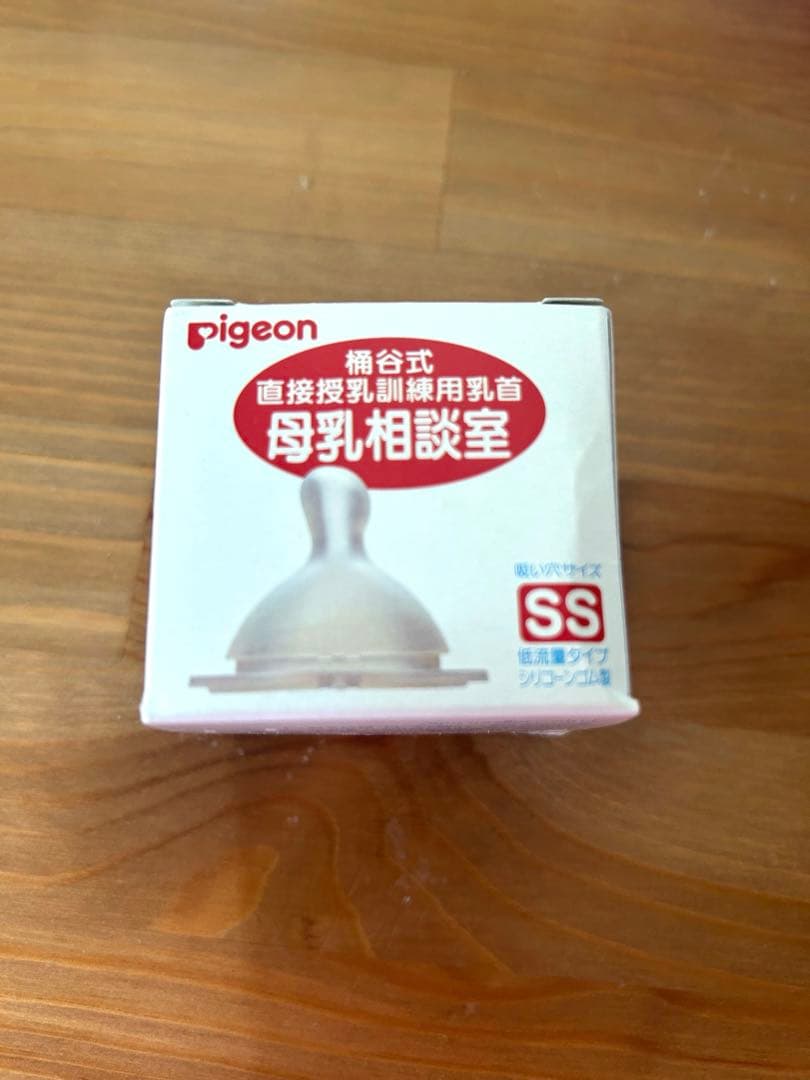 Pigeon
桶谷式
直接授乳訓練用乳首
母乳相談室
吸い穴サイズ
SS
低流量タイプ
シリコーンゴム製